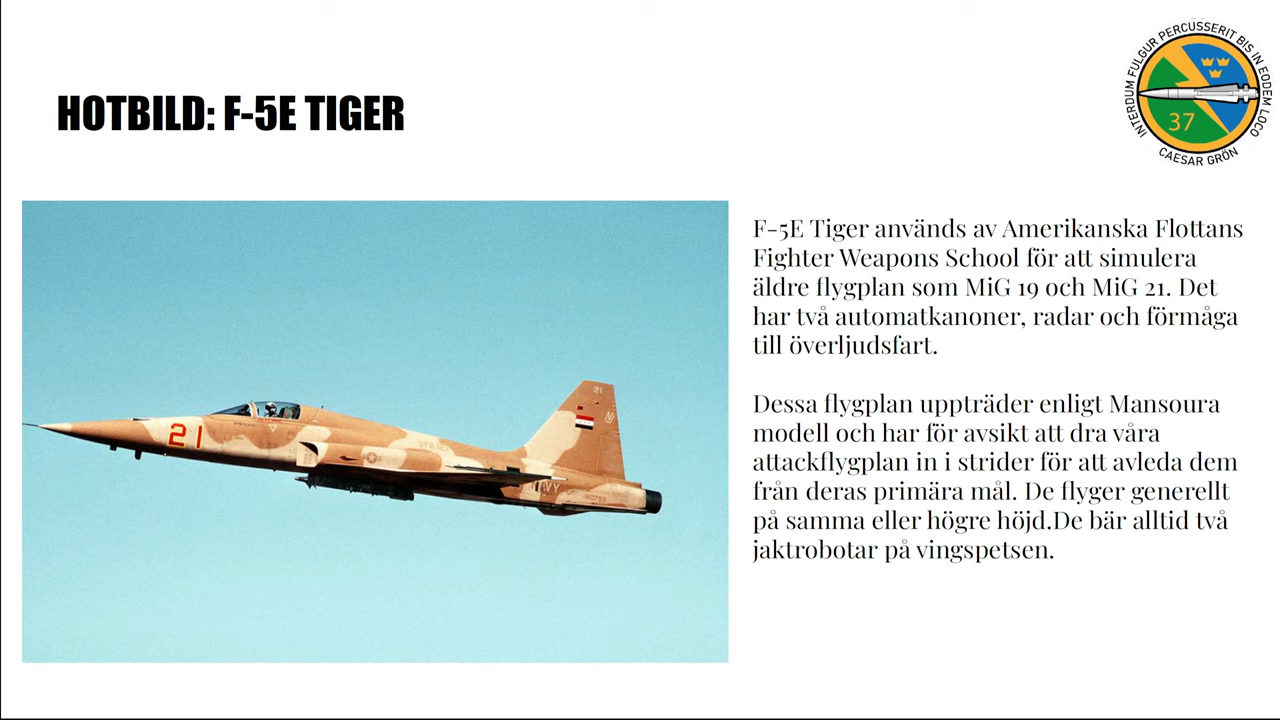 HOTBILD: F-5E TIGER
INTERDUM FULGUR PERCUSSERIT BIS IN EODEM LOCO
37
CAESAR GRÖN
F-5E Tiger används av Amerikanska Flottans
Fighter Weapons School för att simulera
äldre flygplan som MiG 19 och MiG 21. Det
har två automatkanoner, radar och förmåga
till överljudsfart.
Dessa flygplan uppträder enligt Mansoura
modell och har för avsikt att dra våra
attackflygplan in i strider för att avleda dem
från deras primära mål. De flyger generellt
på samma eller högre höjd.De bär alltid två
jaktrobotar på vingspetsen.
21
21
NAVY